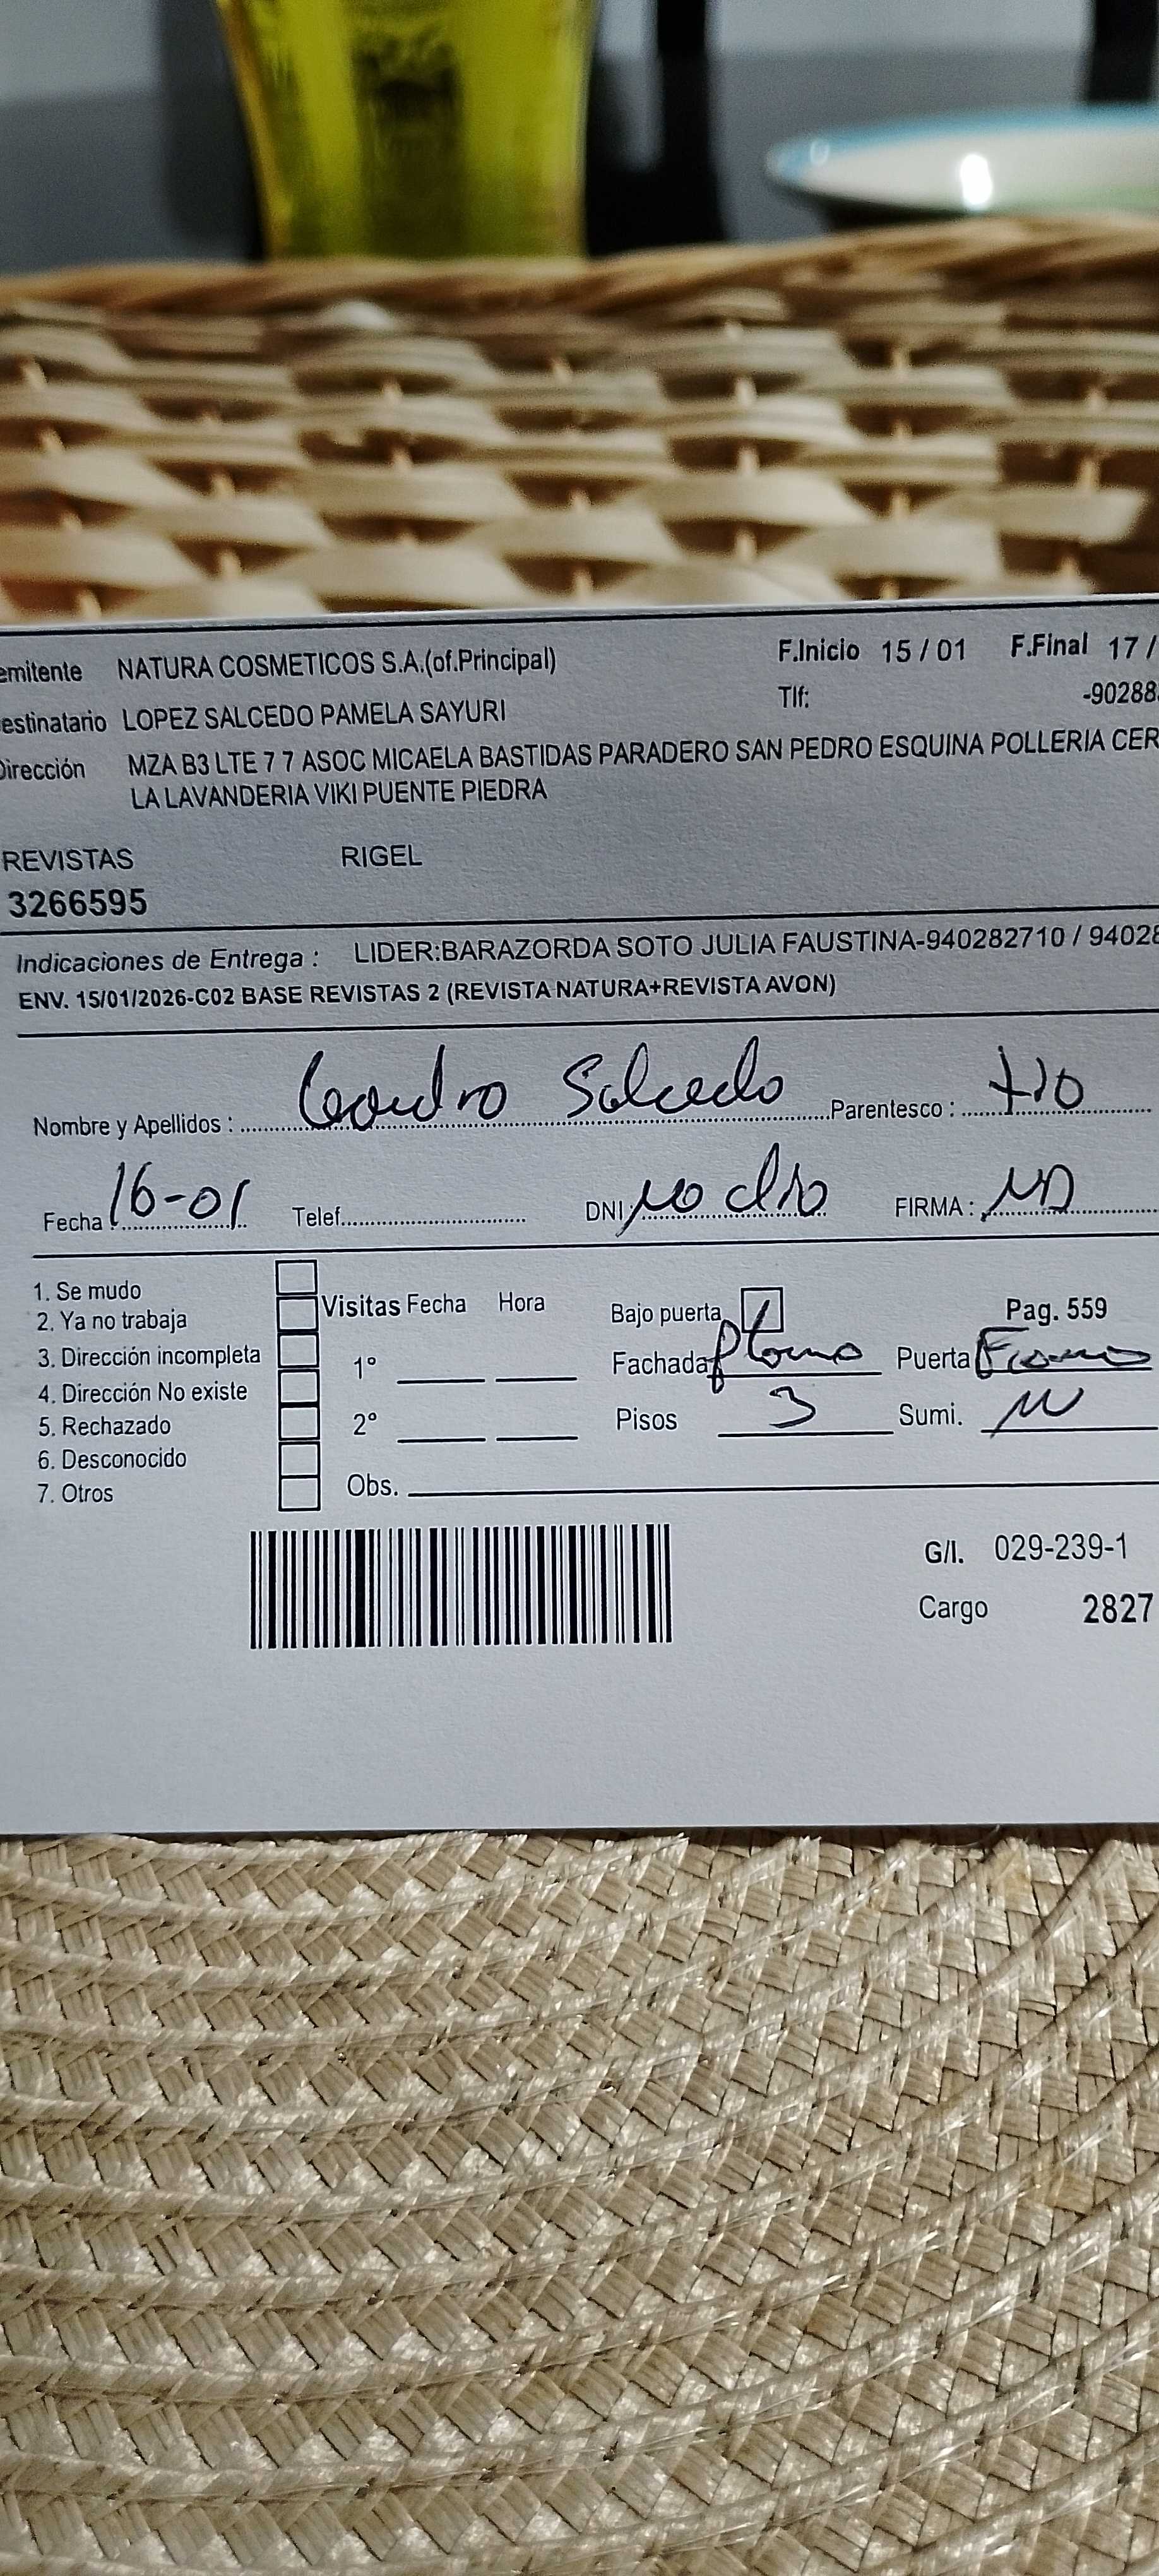 emitente NATURA COSMETICOS S.A.(of.Principal) F.Inicio 15 / 01 F.Final 17 /
Tlf: -90288
estinatario LOPEZ SALCEDO PAMELA SAYURI
Dirección MZA B3 LTE 7 7 ASOC MICAELA BASTIDAS PARADERO SAN PEDRO ESQUINA POLLERIA CER
LA LAVANDERIA VIKI PUENTE PIEDRA
REVISTAS RIGEL
3266595
Indicaciones de Entrega : LIDER:BARAZORDA SOTO JULIA FAUSTINA-940282710 / 94028
ENV. 15/01/2026-C02 BASE REVISTAS 2 (REVISTA NATURA+REVISTA AVON)
Nombre y Apellidos : Leandro Salcedo Parentesco : tio
Fecha : 16-01 Telef. DNI: no dio FIRMA : ND
1. Se mudo
2. Ya no trabaja
3. Dirección incompleta
4. Dirección No existe
5. Rechazado
6. Desconocido
7. Otros
Visitas Fecha Hora
1°
2°
Obs.
Bajo puerta Pag. 559
Fachada plomo Puerta
Pisos 3 Sumi.
G/I. 029-239-1
Cargo 2827